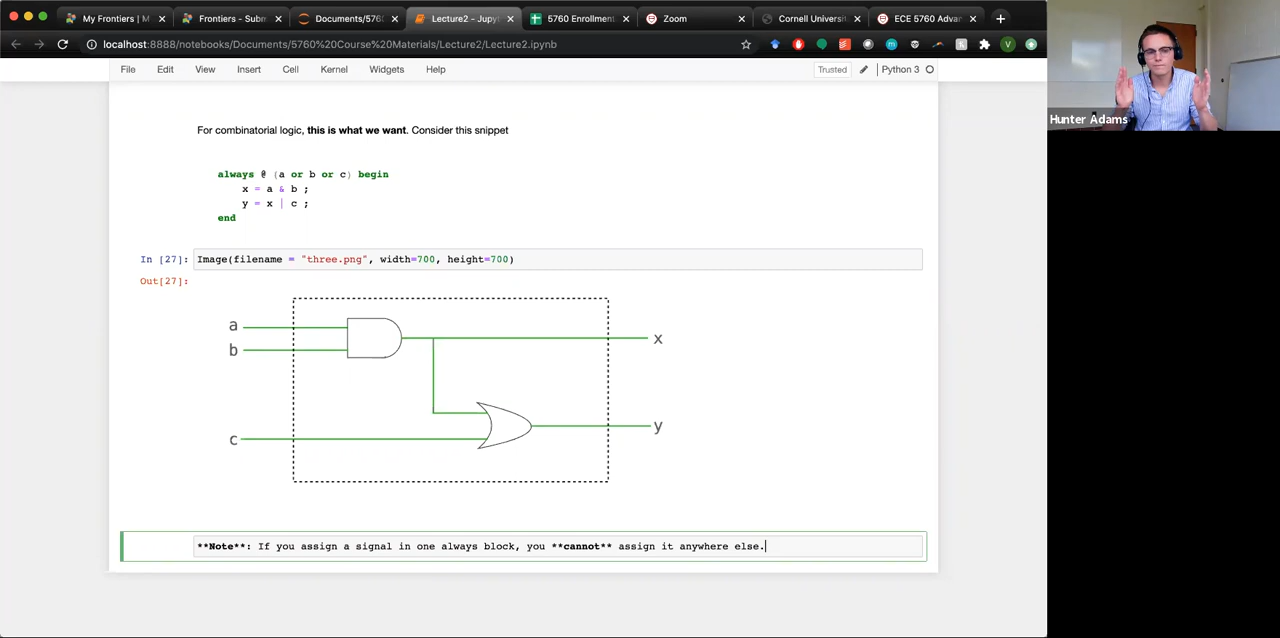 My Frontiers | M
Frontiers - Subm
Documents/5760
Lecture2 - Jupyt
5760 Enrollment
Zoom
Cornell Universit
ECE 5760 Advan
localhost:8888/notebooks/Documents/5760%20Course%20Materials/Lecture2/Lecture2.ipynb
File Edit View Insert Cell Kernel Widgets Help
Trusted
Python 3
Hunter Adams
For combinatorial logic, this is what we want. Consider this snippet
always @ (a or b or c) begin
x = a & b ;
y = x | c ;
end
In [27]: Image(filename = "three.png", width=700, height=700)
Out[27]:
a
b
x
c
y
**Note**: If you assign a signal in one always block, you **cannot** assign it anywhere else.